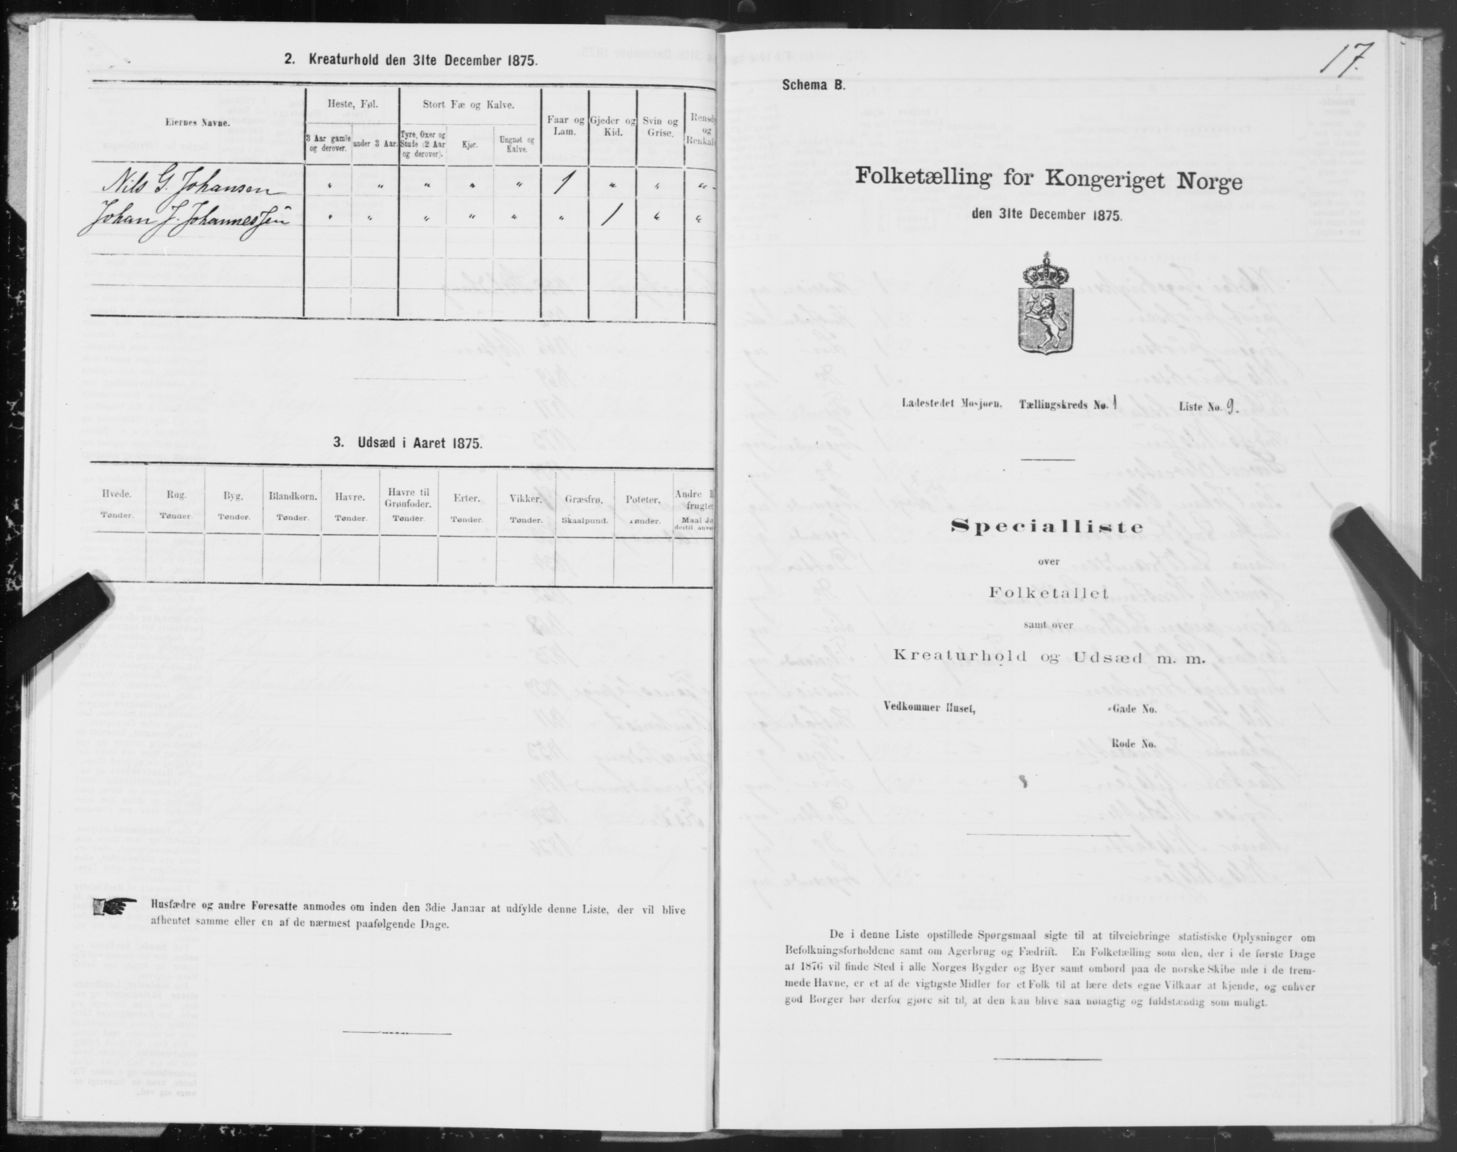 2. Kreaturhold den 31te December 1875.
Eiernes Navne.
Heste, Føl.
Stort Fæ og Kalve.
Faar og Lam.
Gjeder og Kid.
Svin og Grise.
3 Aar gamle og derover.
under 3 Aar.
Tyre, Oxer og Stude (2 Aar og derover).
Kjør.
Ungnøt og Kalve.
Nils G. Johansen " " " " " 1 " " "
Johan J. Johannessen " " " " " " 1 " "
3. Udsæd i Aaret 1875.
Hvede. Rug. Byg. Blandkorn. Havre. Havre til Grønfoder. Erter. Vikker. Græsfrø. Poteter.
Tønder. Tønder. Tønder. Tønder. Tønder. Tønder. Tønder. Tønder. Skaalpund. Tønder.
Husfædre og andre Foresatte anmodes om inden den 3die Januar at udfylde denne Liste, der vil blive
afhentet samme eller en af de nærmest paafølgende Dage.
17.
Schema B.
Folketælling for Kongeriget Norge
den 31te December 1875.
Ladestedet Mosjøen. Tællingskreds No. 1 Liste No. 9.
Specialliste
over
Folketallet
samt over
Kreaturhold og Udsæd m. m.
Vedkommer Huset, -Gade No.
Rode No.
De i denne Liste opstillede Spørgsmaal sigte til at tilveiebringe statistiske Oplysninger om
Befolkningsforholdene samt om Agerbrug og Fædrift. En Folketælling som den, der i de første Dage
af 1876 vil finde Sted i alle Norges Bygder og Byer samt ombord paa de norske Skibe ude i de frem-
mede Havne, er et af de vigtigste Midler for et Folk til at lære dets egne Vilkaar at kjende, og enhver
god Borger bør derfor gjøre sit til, at den kan blive saa nøiagtig og fuldstændig som muligt.